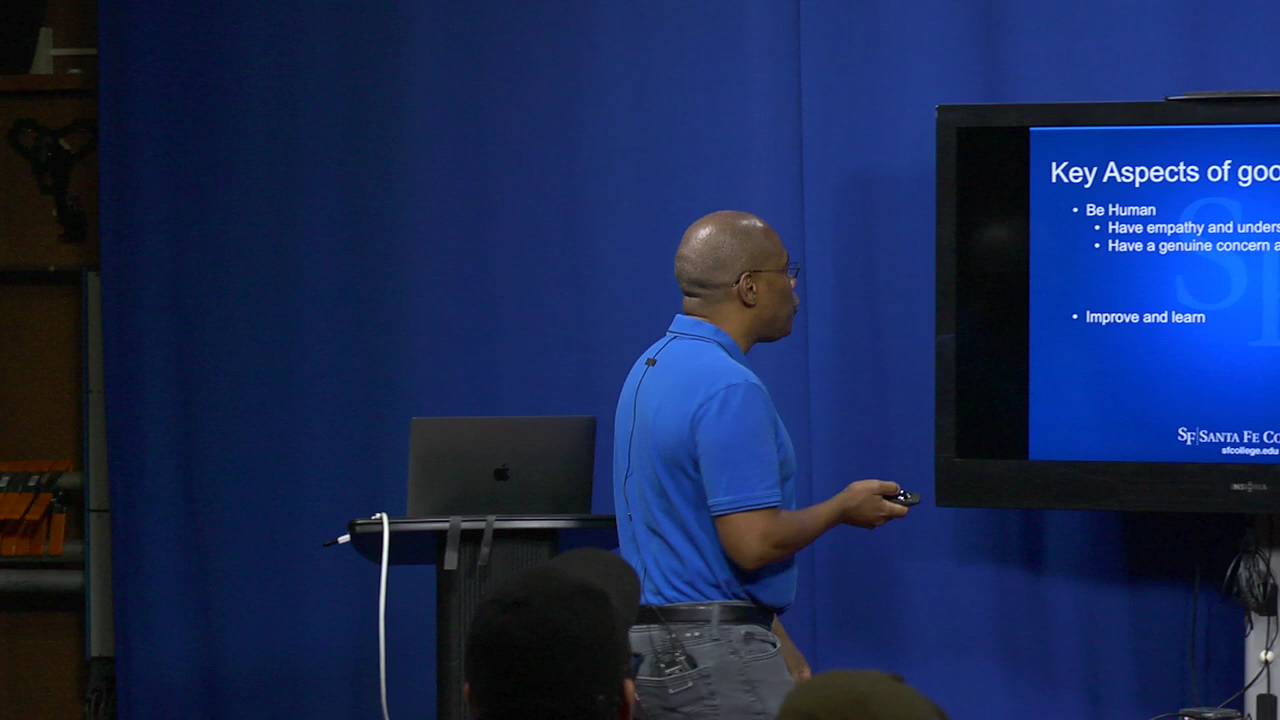 Key Aspects of goo
• Be Human
• Have empathy and unders
• Have a genuine concern a
• Improve and learn
SF SANTA FE CO
sfcollege.edu
INSIGNIA